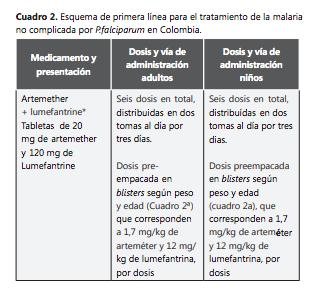 Cuadro 2. Esquema de primera línea para el tratamiento de la malaria
no complicada por P.falciparum en Colombia.
Medicamento y
presentación
Dosis y vía de
administración
adultos
Dosis y vía de
administración
niños
Artemether
+ lumefantrine*
Tabletas de 20
mg de artemether
y 120 mg de
Lumefantrine
Seis dosis en total,
distribuidas en dos
tomas al día por
tres días.
Dosis pre-
empacada en
blisters según peso
y edad (Cuadro 2ª)
que corresponden
a 1,7 mg/kg de
arteméter y 12 mg/
kg de lumefantrina,
por dosis
Seis dosis en total,
distribuidas en dos
tomas al día por tres
días.
Dosis preempacada
en blisters según
peso y edad
(cuadro 2a), que
corresponden a 1,7
mg/kg de arteméter
y 12 mg/kg de
lumefantrina, por
dosis